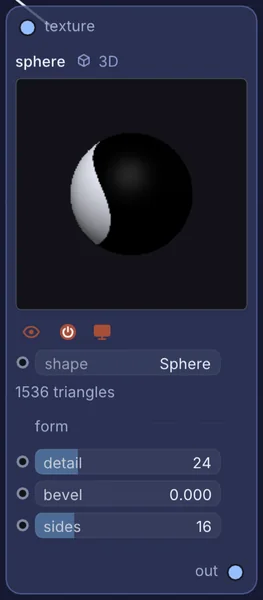 texture
sphere 3D
shape Sphere
1536 triangles
form
detail 24
bevel 0.000
sides 16
out